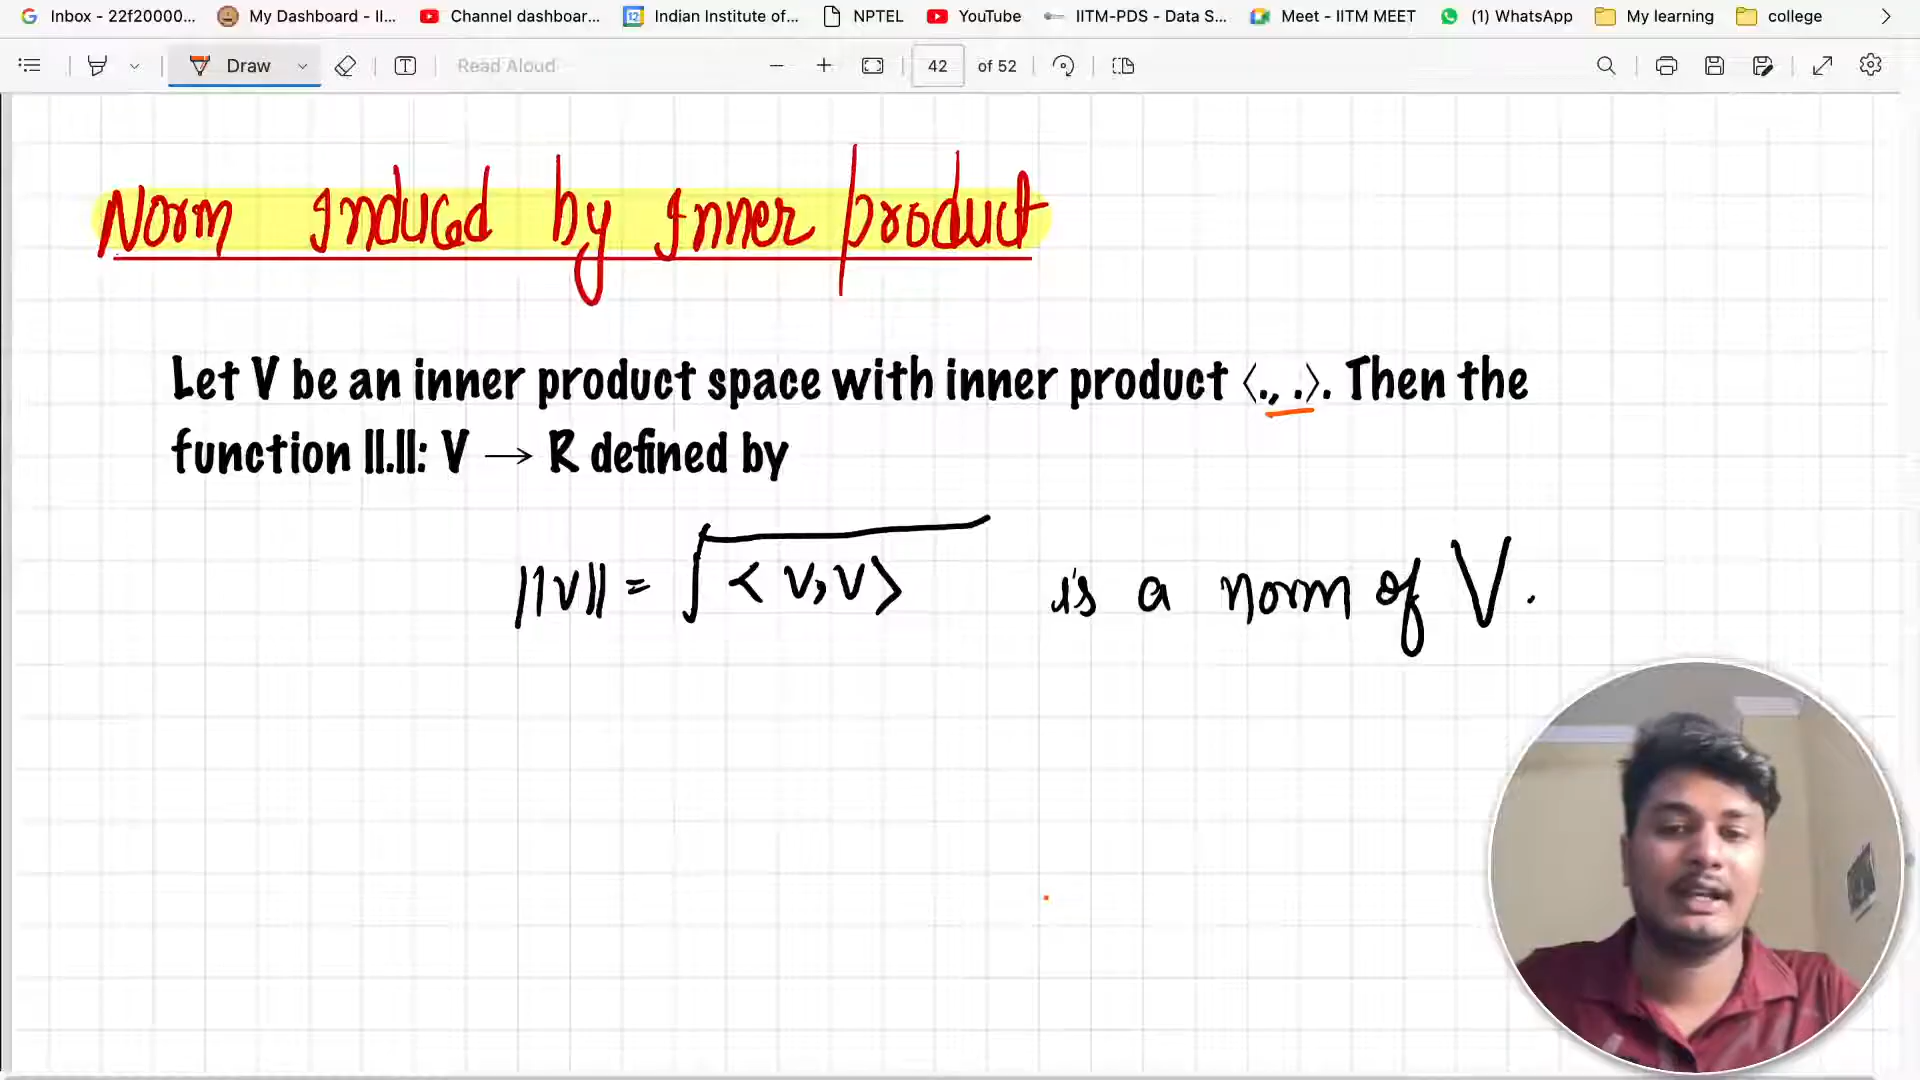 Inbox - 22f20000... My Dashboard - II... Channel dashboar... Indian Institute of... NPTEL YouTube IITM-PDS - Data S... Meet - IITM MEET (1) WhatsApp My learning college
Draw Read Aloud 42 of 52
Norm Induced by Inner product
Let V be an inner product space with inner product ⟨., .⟩. Then the
function ||.||: V → R defined by
||v|| = √<v,v> is a norm of V.